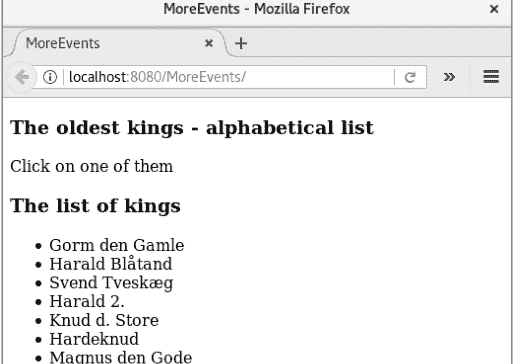 MoreEvents - Mozilla Firefox
MoreEvents
localhost:8080/MoreEvents/
The oldest kings - alphabetical list
Click on one of them
The list of kings
Gorm den Gamle
Harald Blåtand
Svend Tveskæg
Harald 2.
Knud d. Store
Hardeknud
Magnus den Gode